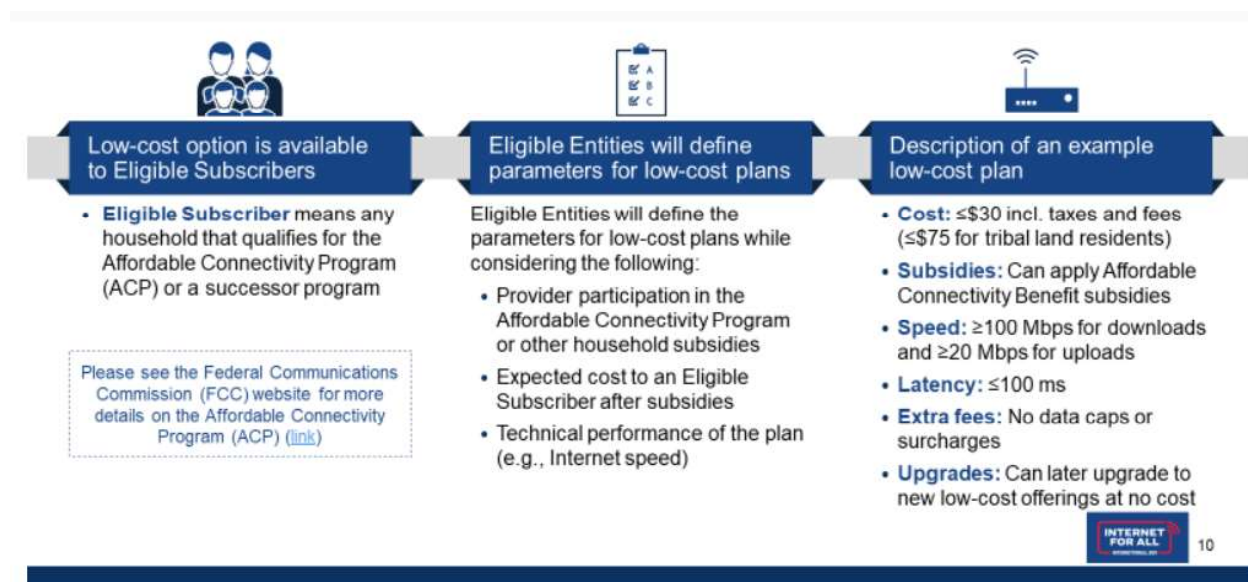 A
B
C
Low-cost option is available
to Eligible Subscribers
• Eligible Subscriber means any
household that qualifies for the
Affordable Connectivity Program
(ACP) or a successor program
Please see the Federal Communications
Commission (FCC) website for more
details on the Affordable Connectivity
Program (ACP) (link)
Eligible Entities will define
parameters for low-cost plans
Eligible Entities will define the
parameters for low-cost plans while
considering the following:
• Provider participation in the
Affordable Connectivity Program
or other household subsidies
• Expected cost to an Eligible
Subscriber after subsidies
• Technical performance of the plan
(e.g., Internet speed)
Description of an example
low-cost plan
• Cost: ≤$30 incl. taxes and fees
(≤$75 for tribal land residents)
• Subsidies: Can apply Affordable
Connectivity Benefit subsidies
• Speed: ≥100 Mbps for downloads
and ≥20 Mbps for uploads
• Latency: ≤100 ms
• Extra fees: No data caps or
surcharges
• Upgrades: Can later upgrade to
new low-cost offerings at no cost
INTERNET
FOR ALL
10